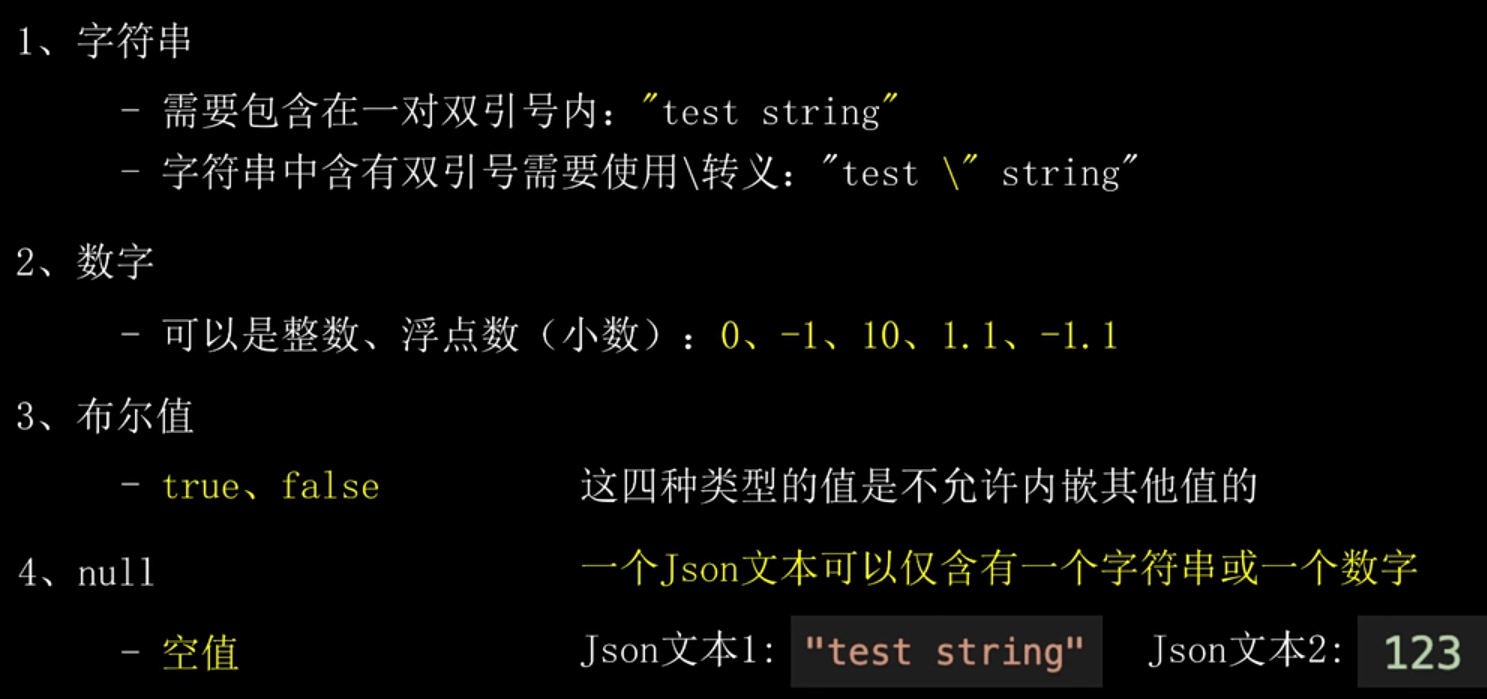 1、字符串
- 需要包含在一对双引号内："test string"
- 字符串中含有双引号需要使用\转义："test \" string"
2、数字
- 可以是整数、浮点数（小数）：0、-1、10、1.1、-1.1
3、布尔值
- true、false
这四种类型的值是不允许内嵌其他值的
4、null
一个Json文本可以仅含有一个字符串或一个数字
- 空值
Json文本1: "test string" Json文本2: 123